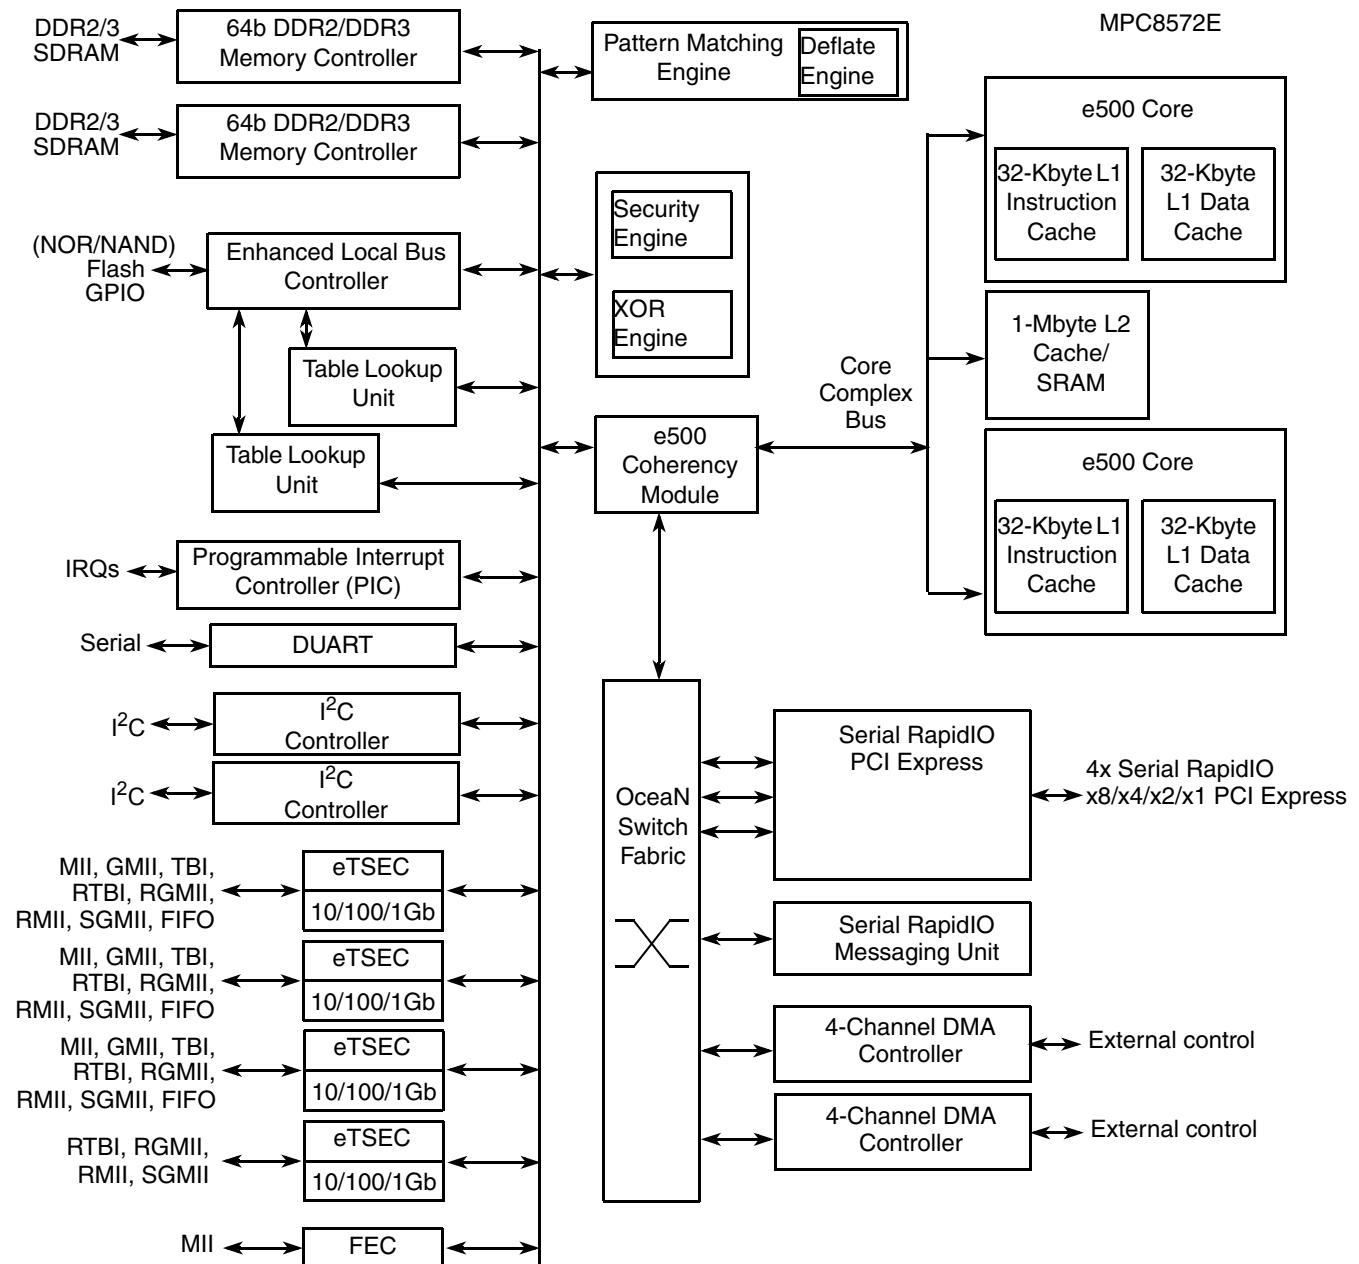 MPC8572E
DDR2/3
SDRAM
64b DDR2/DDR3
Memory Controller
DDR2/3
SDRAM
64b DDR2/DDR3
Memory Controller
(NOR/NAND)
Flash
GPIO
Enhanced Local Bus
Controller
Table Lookup
Unit
Table Lookup
Unit
IRQs
Programmable Interrupt
Controller (PIC)
Serial
DUART
I²C
I²C
Controller
I²C
I²C
Controller
MII, GMII, TBI,
RTBI, RGMII,
RMII, SGMII, FIFO
eTSEC
10/100/1Gb
MII, GMII, TBI,
RTBI, RGMII,
RMII, SGMII, FIFO
eTSEC
10/100/1Gb
MII, GMII, TBI,
RTBI, RGMII,
RMII, SGMII, FIFO
eTSEC
10/100/1Gb
RTBI, RGMII,
RMII, SGMII
eTSEC
10/100/1Gb
MII
FEC
Pattern Matching
Engine
Deflate
Engine
Security
Engine
XOR
Engine
e500
Coherency
Module
Core
Complex
Bus
e500 Core
32-Kbyte L1
Instruction
Cache
32-Kbyte
L1 Data
Cache
1-Mbyte L2
Cache/
SRAM
e500 Core
32-Kbyte L1
Instruction
Cache
32-Kbyte
L1 Data
Cache
OceaN
Switch
Fabric
Serial RapidIO
PCI Express
4x Serial RapidIO
x8/x4/x2/x1 PCI Express
Serial RapidIO
Messaging Unit
4-Channel DMA
Controller
External control
4-Channel DMA
Controller
External control